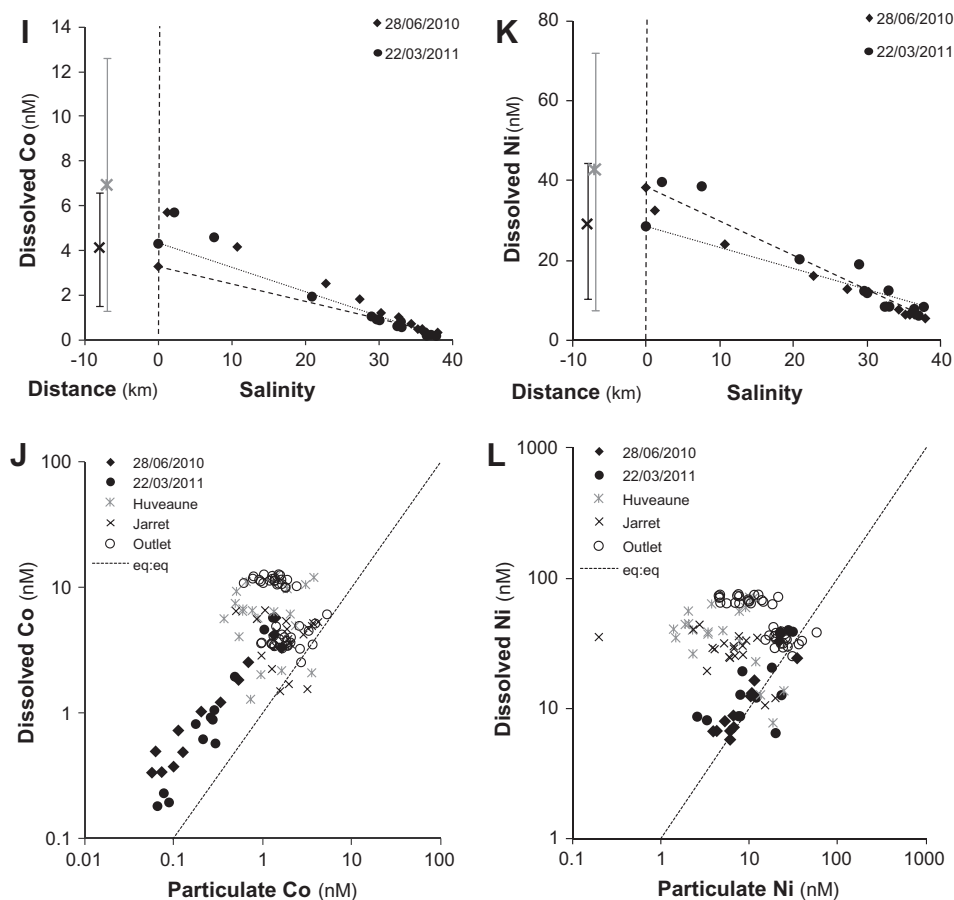 I
Dissolved Co (nM)
14
12
10
8
6
4
2
0
-10 0 10 20 30 40
Distance (km) Salinity
28/06/2010
22/03/2011
K
Dissolved Ni (nM)
80
60
40
20
0
-10 0 10 20 30 40
Distance (km) Salinity
28/06/2010
22/03/2011
J
Dissolved Co (nM)
100
10
1
0.1
0.01 0.1 1 10 100
Particulate Co (nM)
28/06/2010
22/03/2011
Huveaune
Jarret
Outlet
eq:eq
L
Dissolved Ni (nM)
1000
100
10
1
0.1 1 10 100 1000
Particulate Ni (nM)
28/06/2010
22/03/2011
Huveaune
Jarret
Outlet
eq:eq